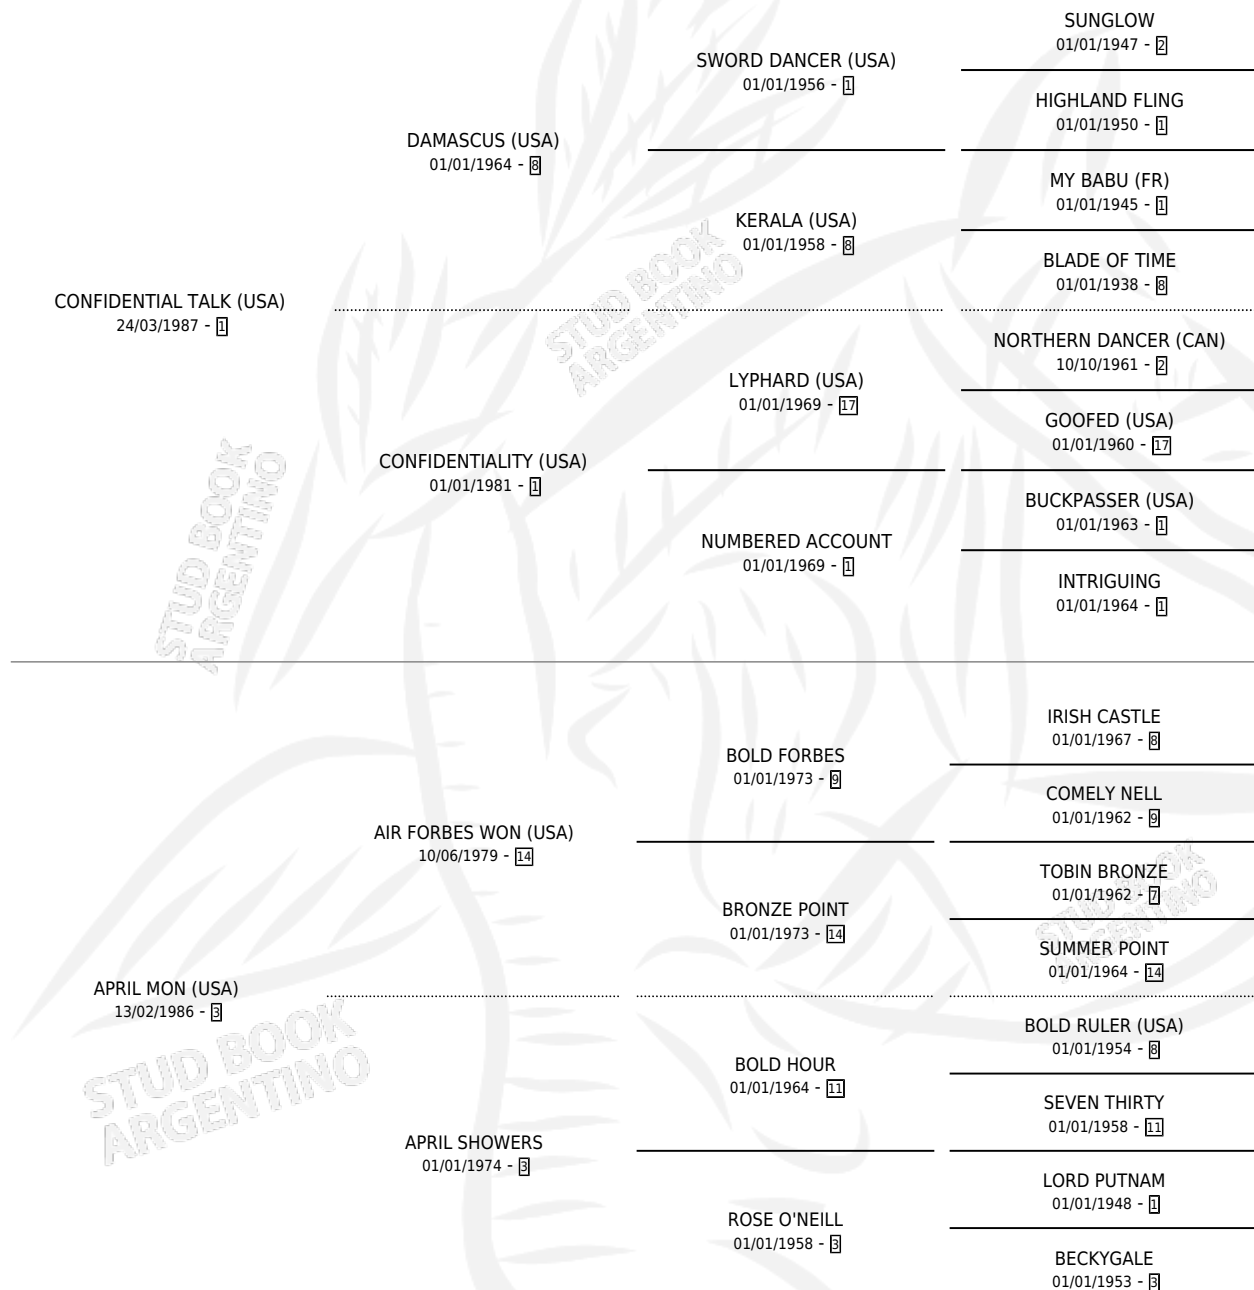 SUNGLOW
01/01/1947 - 2
SWORD DANCER (USA)
01/01/1956 - 1
HIGHLAND FLING
01/01/1950 - 1
DAMASCUS (USA)
01/01/1964 - 8
MY BABU (FR)
01/01/1945 - 1
KERALA (USA)
01/01/1958 - 8
BLADE OF TIME
01/01/1938 - 8
CONFIDENTIAL TALK (USA)
24/03/1987 - 1
NORTHERN DANCER (CAN)
10/10/1961 - 2
LYPHARD (USA)
01/01/1969 - 17
GOOFED (USA)
01/01/1960 - 17
CONFIDENTIALITY (USA)
01/01/1981 - 1
BUCKPASSER (USA)
01/01/1963 - 1
NUMBERED ACCOUNT
01/01/1969 - 1
INTRIGUING
01/01/1964 - 1
IRISH CASTLE
01/01/1967 - 8
BOLD FORBES
01/01/1973 - 9
COMELY NELL
01/01/1962 - 9
AIR FORBES WON (USA)
10/06/1979 - 14
TOBIN BRONZE
01/01/1962 - 7
BRONZE POINT
01/01/1973 - 14
SUMMER POINT
01/01/1964 - 14
APRIL MON (USA)
13/02/1986 - 3
BOLD RULER (USA)
01/01/1954 - 8
BOLD HOUR
01/01/1964 - 11
SEVEN THIRTY
01/01/1958 - 11
APRIL SHOWERS
01/01/1974 - 3
LORD PUTNAM
01/01/1948 - 1
ROSE O'NEILL
01/01/1958 - 3
BECKYGALE
01/01/1953 - 3
STUD BOOK
ARGENTINO
STUD BOOK
ARGENTINO
STUD BOOK
ARGENTINO
STUD BOOK
ARGENTINO